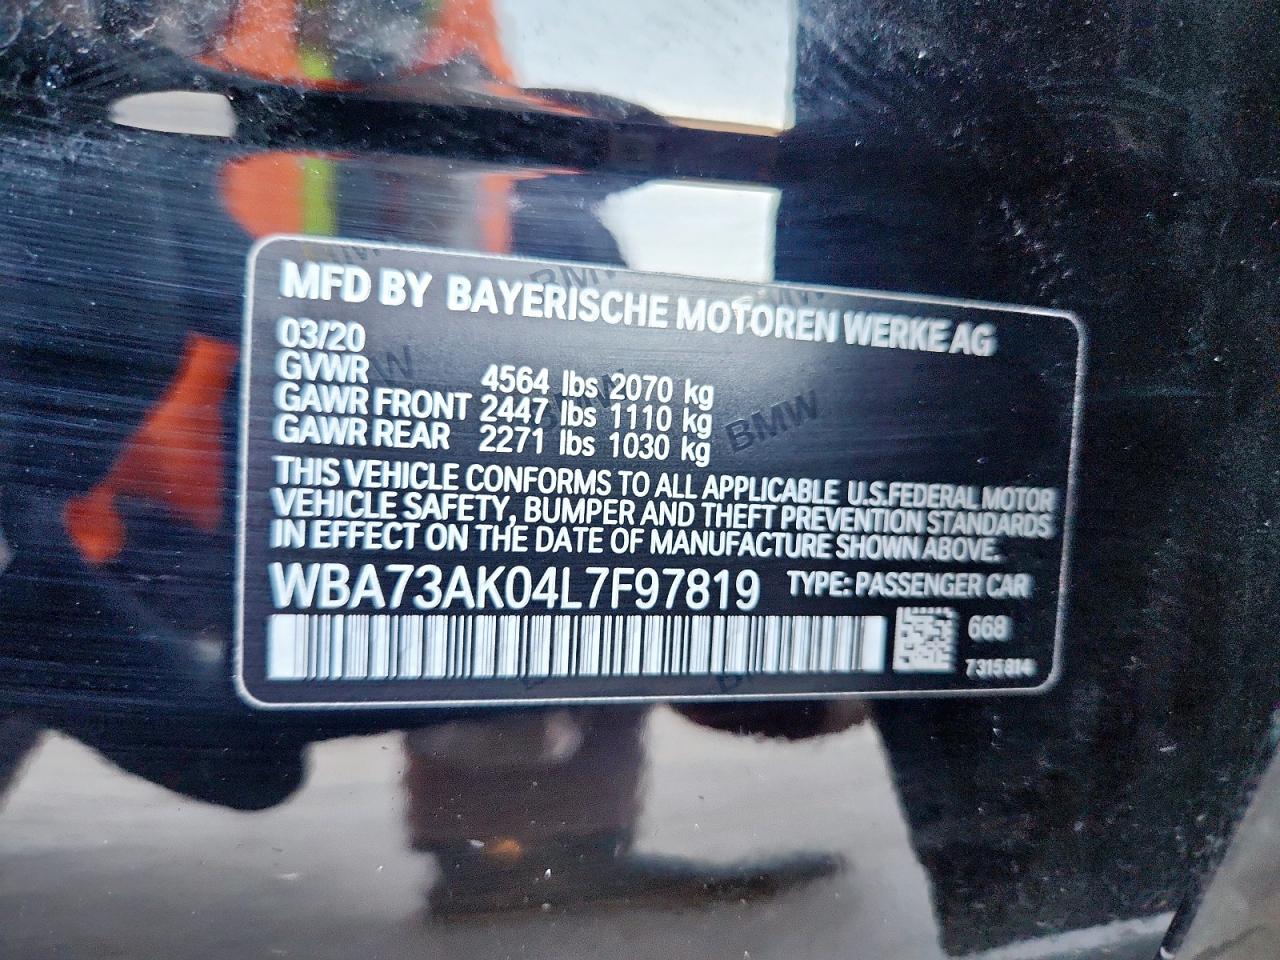 MFD BY BAYERISCHE MOTOREN WERKE AG
03/20
GVWR 4564 lbs 2070 kg
GAWR FRONT 2447 lbs 1110 kg
GAWR REAR 2271 lbs 1030 kg
THIS VEHICLE CONFORMS TO ALL APPLICABLE U.S.FEDERAL MOTOR
VEHICLE SAFETY, BUMPER AND THEFT PREVENTION STANDARDS
IN EFFECT ON THE DATE OF MANUFACTURE SHOWN ABOVE.
WBA73AK04L7F97819 TYPE: PASSENGER CAR
668
7315814
BMW